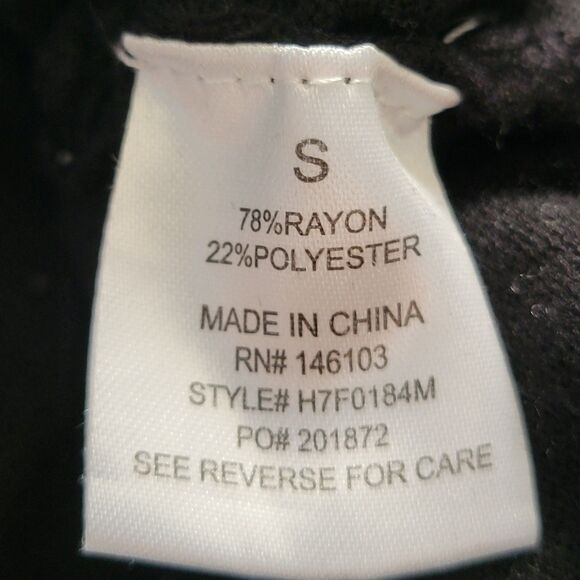 S
78%RAYON
22%POLYESTER
MADE IN CHINA
RN# 146103
STYLE# H7F0184M
PO# 201872
SEE REVERSE FOR CARE